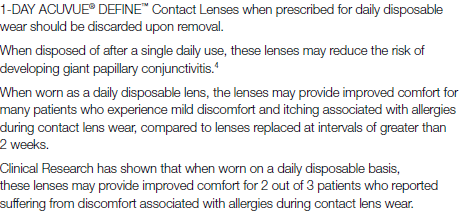 1-DAY ACUVUE® DEFINE™ Contact Lenses when prescribed for daily disposable
wear should be discarded upon removal.
When disposed of after a single daily use, these lenses may reduce the risk of
developing giant papillary conjunctivitis.⁴
When worn as a daily disposable lens, the lenses may provide improved comfort for
many patients who experience mild discomfort and itching associated with allergies
during contact lens wear, compared to lenses replaced at intervals of greater than
2 weeks.
Clinical Research has shown that when worn on a daily disposable basis,
these lenses may provide improved comfort for 2 out of 3 patients who reported
suffering from discomfort associated with allergies during contact lens wear.